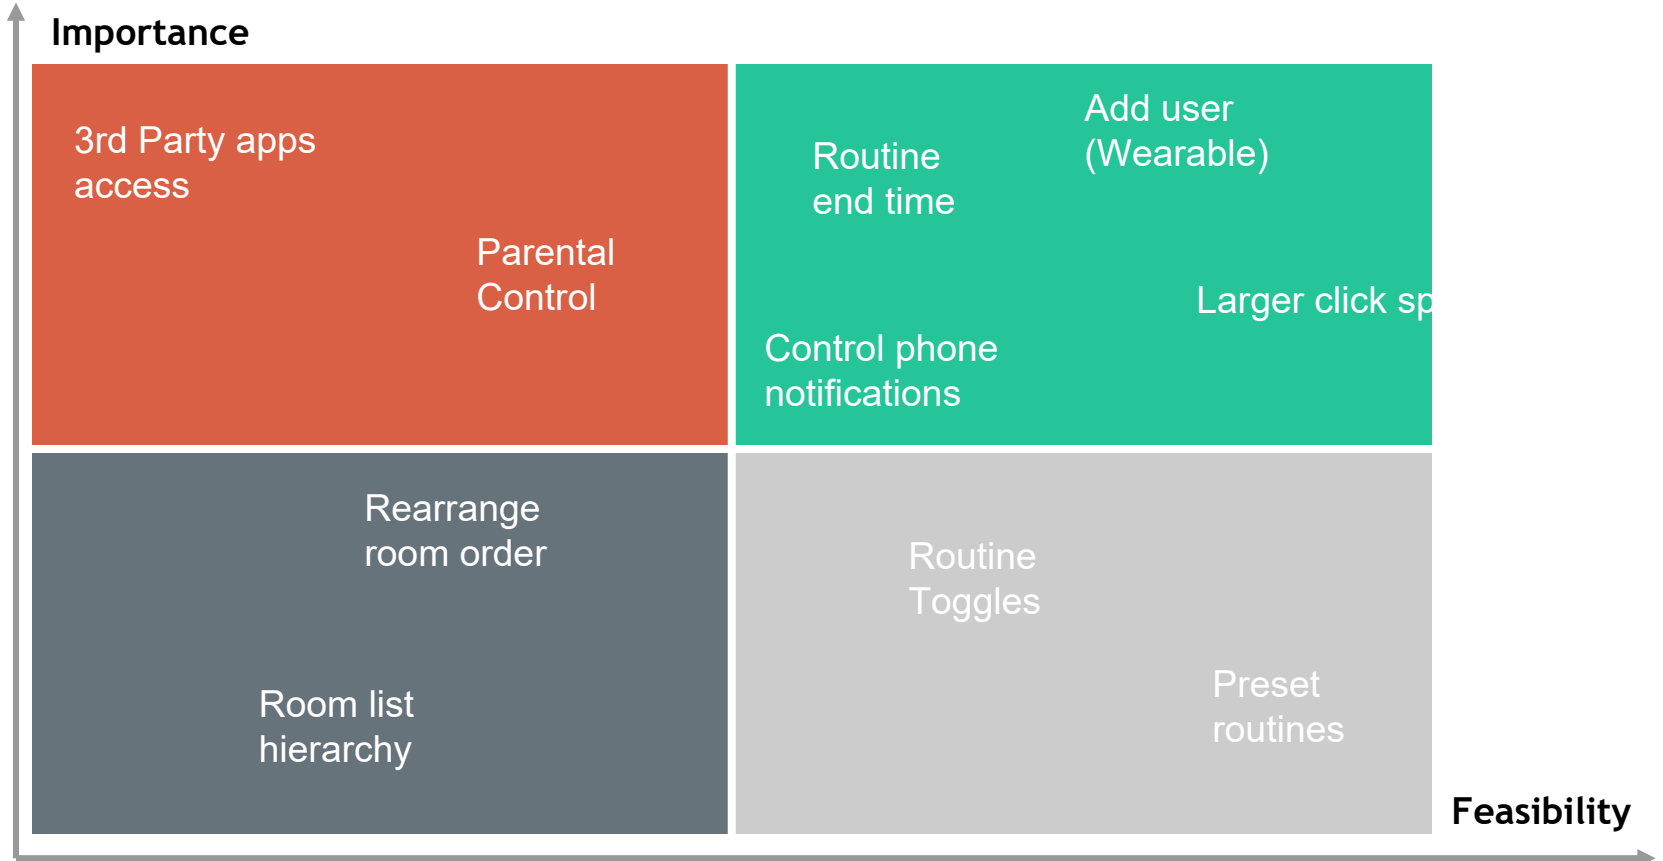 Importance
3rd Party apps
access
Parental
Control
Routine
end time
Add user
(Wearable)
Larger click sp
Control phone
notifications
Rearrange
room order
Room list
hierarchy
Routine
Toggles
Preset
routines
Feasibility